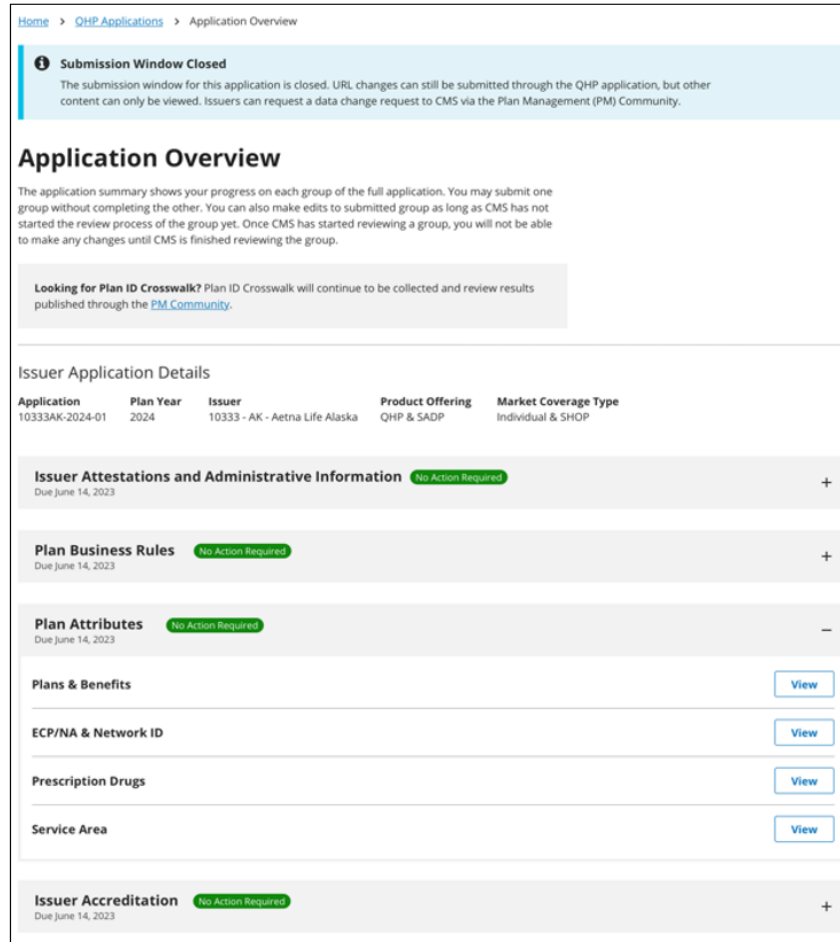 Home > QHP Applications > Application Overview
Submission Window Closed
The submission window for this application is closed. URL changes can still be submitted through the QHP application, but other
content can only be viewed. Issuers can request a data change request to CMS via the Plan Management (PM) Community.
Application Overview
The application summary shows your progress on each group of the full application. You may submit one
group without completing the other. You can also make edits to submitted group as long as CMS has not
started the review process of the group yet. Once CMS has started reviewing a group, you will not be able
to make any changes until CMS is finished reviewing the group.
Looking for Plan ID Crosswalk? Plan ID Crosswalk will continue to be collected and review results
published through the PM Community.
Issuer Application Details
Application Plan Year Issuer Product Offering Market Coverage Type
10333AK-2024-01 2024 10333 - AK - Aetna Life Alaska QHP & SADP Individual & SHOP
Issuer Attestations and Administrative Information No Action Required +
Due June 14, 2023
Plan Business Rules No Action Required +
Due June 14, 2023
Plan Attributes No Action Required −
Due June 14, 2023
Plans & Benefits View
ECP/NA & Network ID View
Prescription Drugs View
Service Area View
Issuer Accreditation No Action Required +
Due June 14, 2023